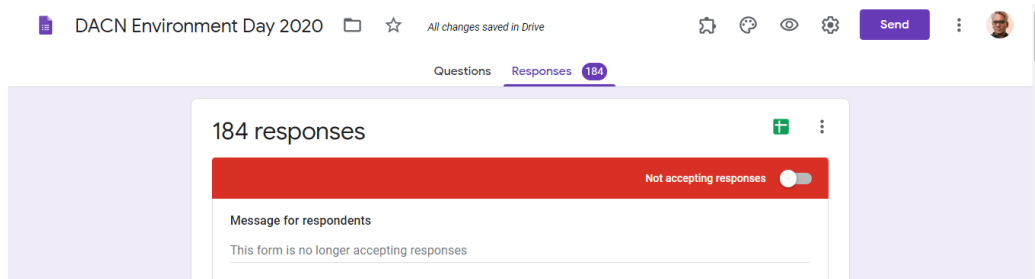 DACN Environment Day 2020 All changes saved in Drive Send
Questions Responses 184
184 responses
Not accepting responses
Message for respondents
This form is no longer accepting responses